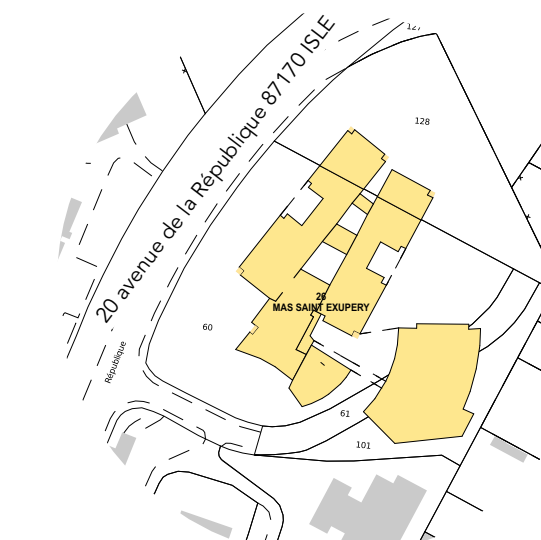 127
128
20 avenue de la République 87170 ISLE
26
MAS SAINT EXUPERY
60
République
61
101